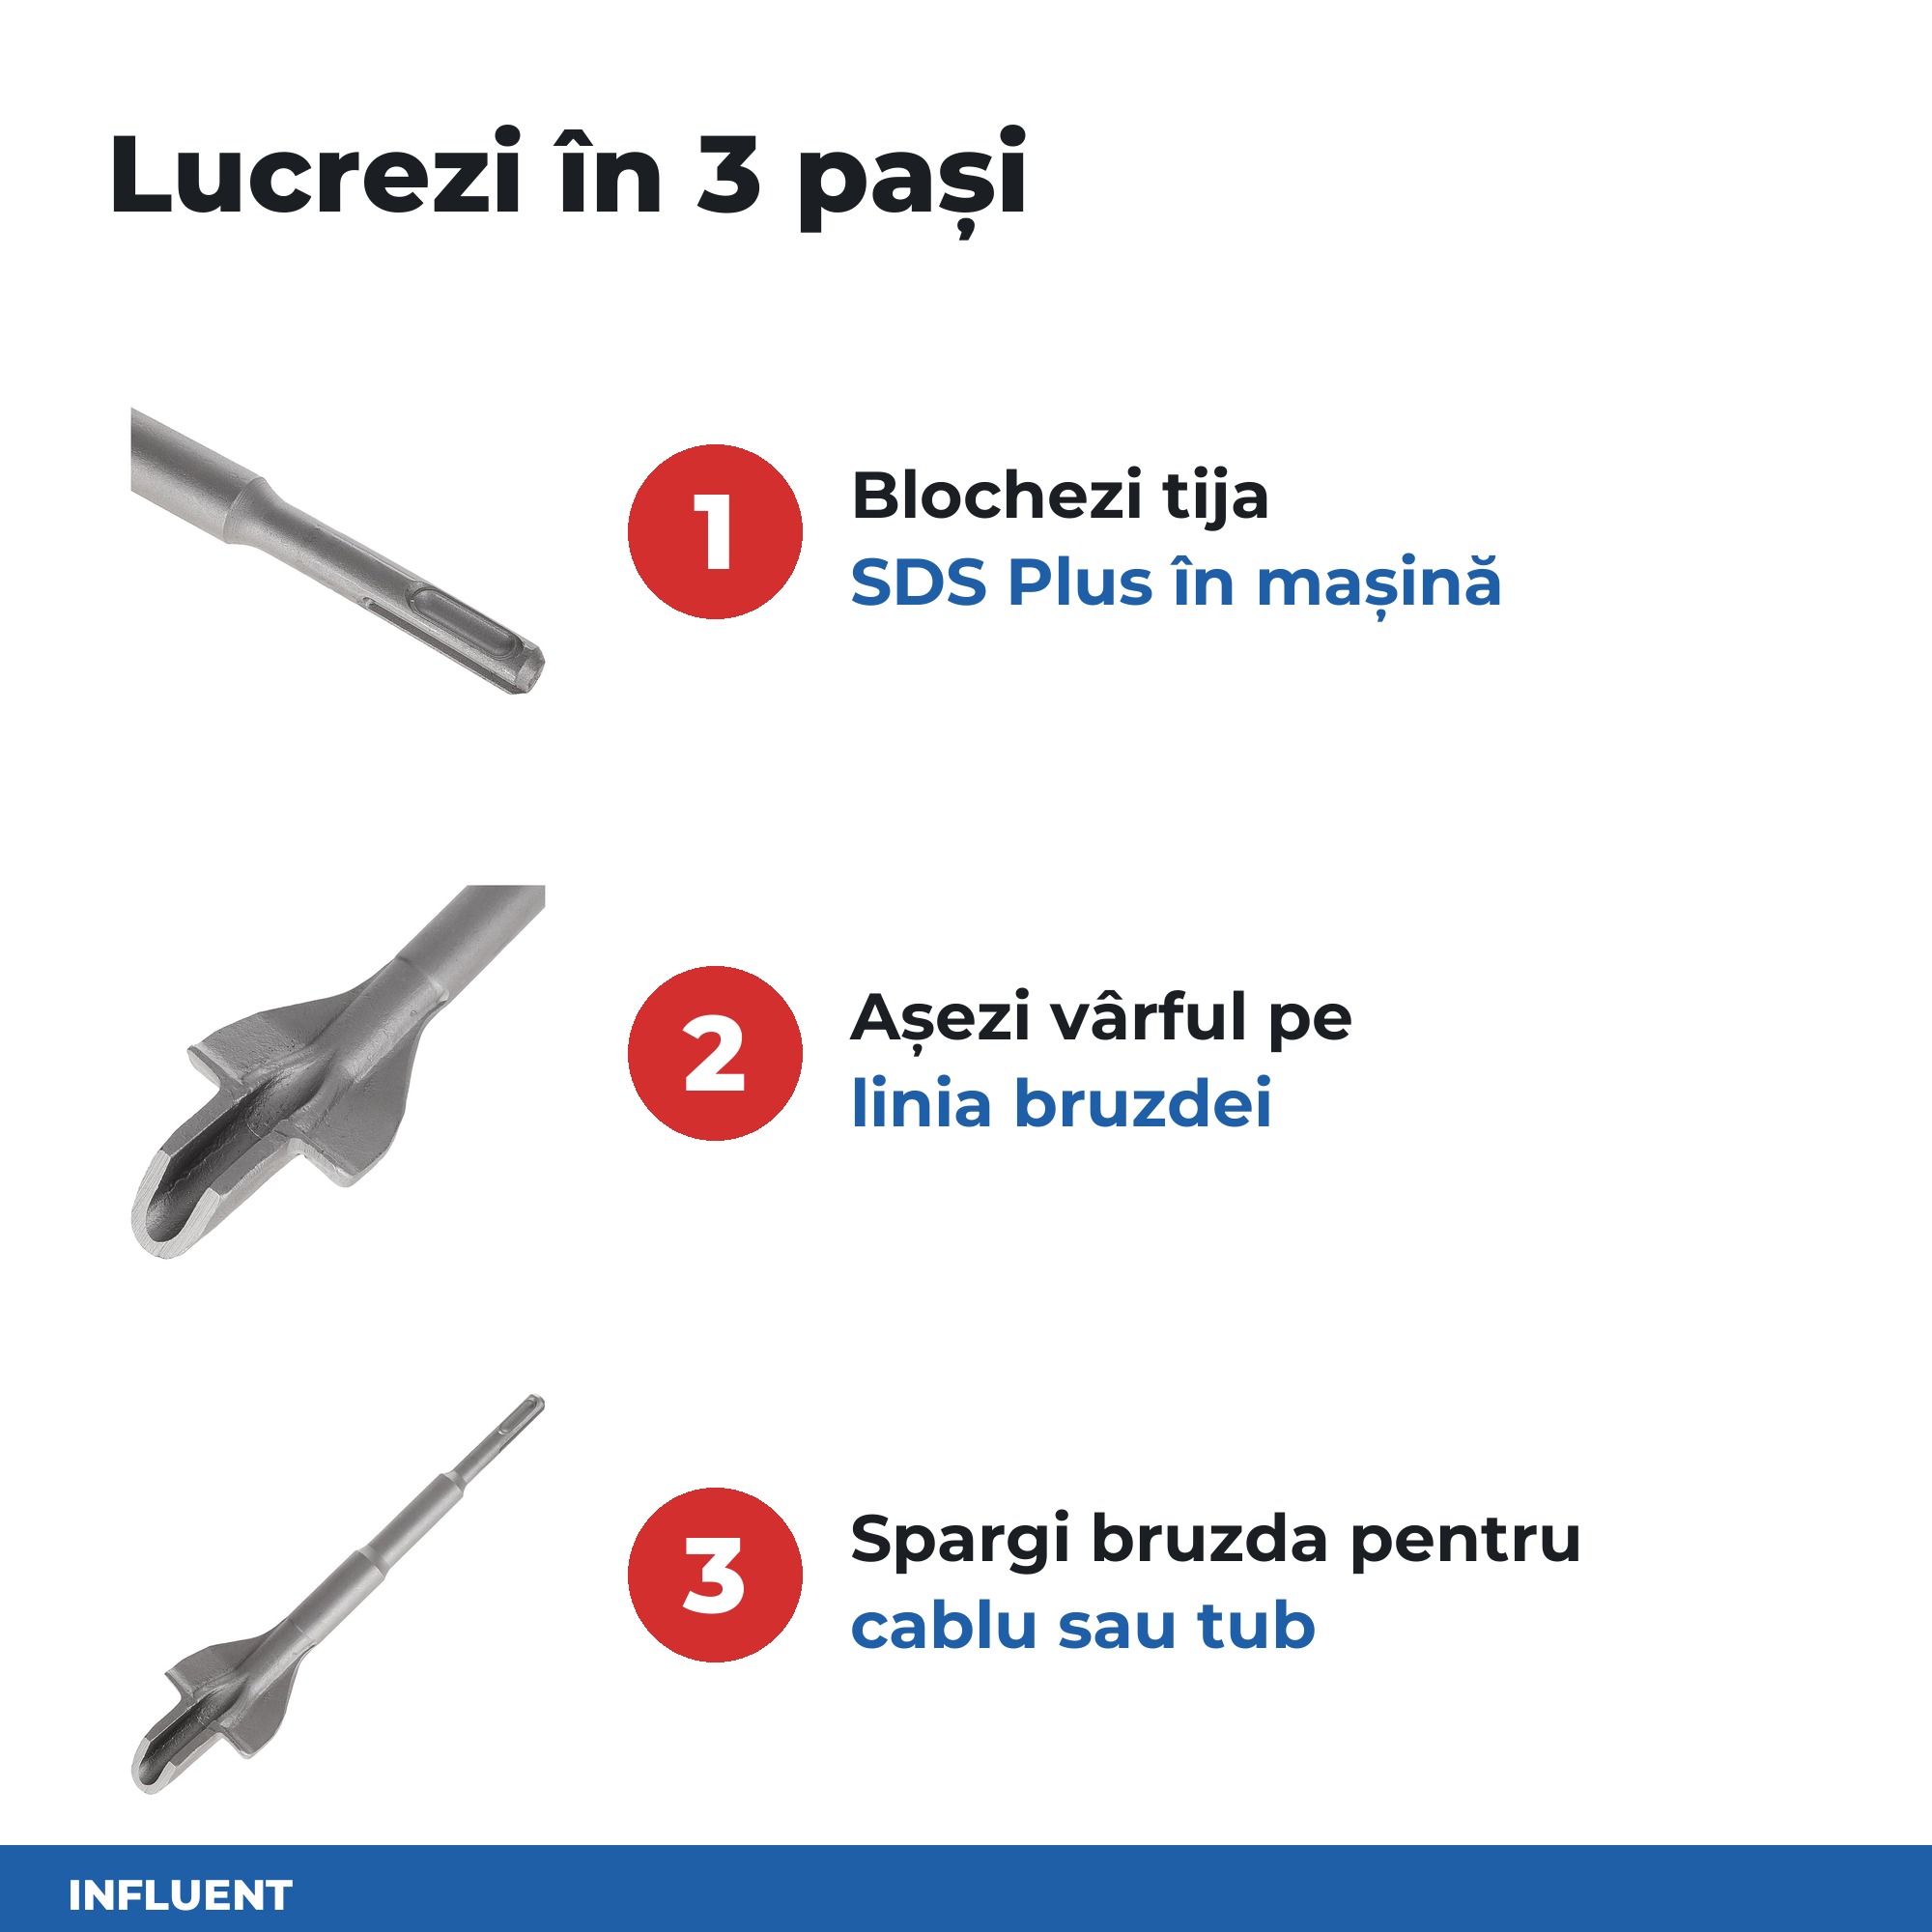 Lucrezi în 3 pași
1
Blochezi tija
SDS Plus în mașină
2
Așezi vârful pe
linia bruzdei
3
Spargi bruzda pentru
cablu sau tub
INFLUENT